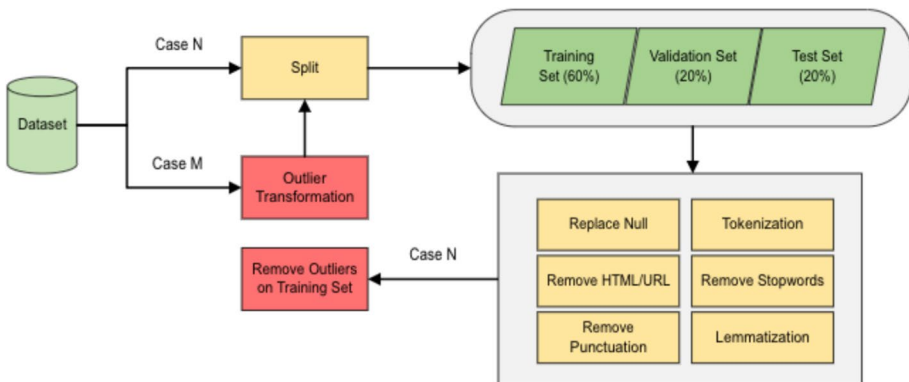 Case N
Split
Training
Set (60%)
Validation Set
(20%)
Test Set
(20%)
Dataset
Case M
Outlier
Transformation
Replace Null
Tokenization
Case N
Remove Outliers
on Training Set
Remove HTML/URL
Remove Stopwords
Remove
Punctuation
Lemmatization